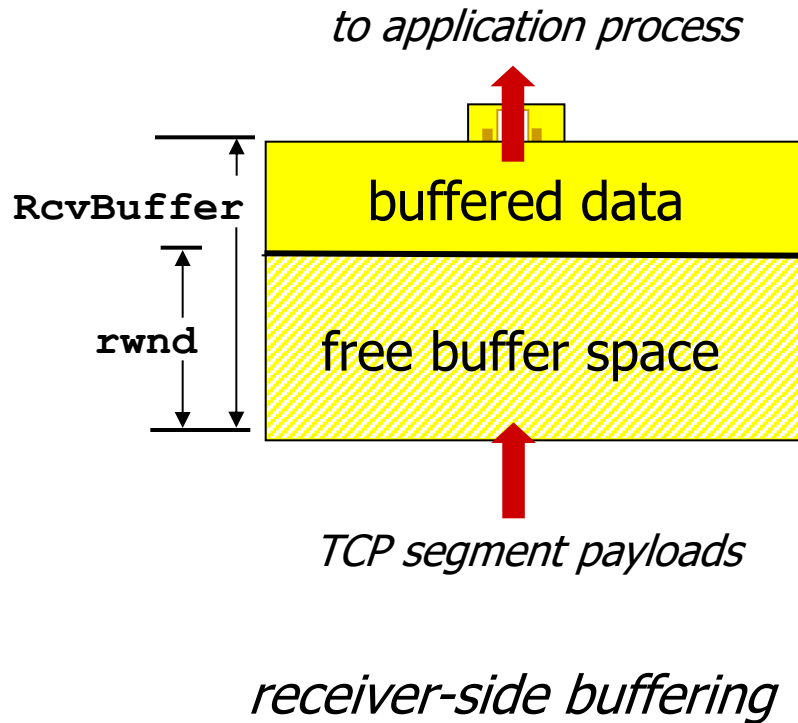 to application process
RcvBuffer
buffered data
rwnd
free buffer space
TCP segment payloads
receiver-side buffering